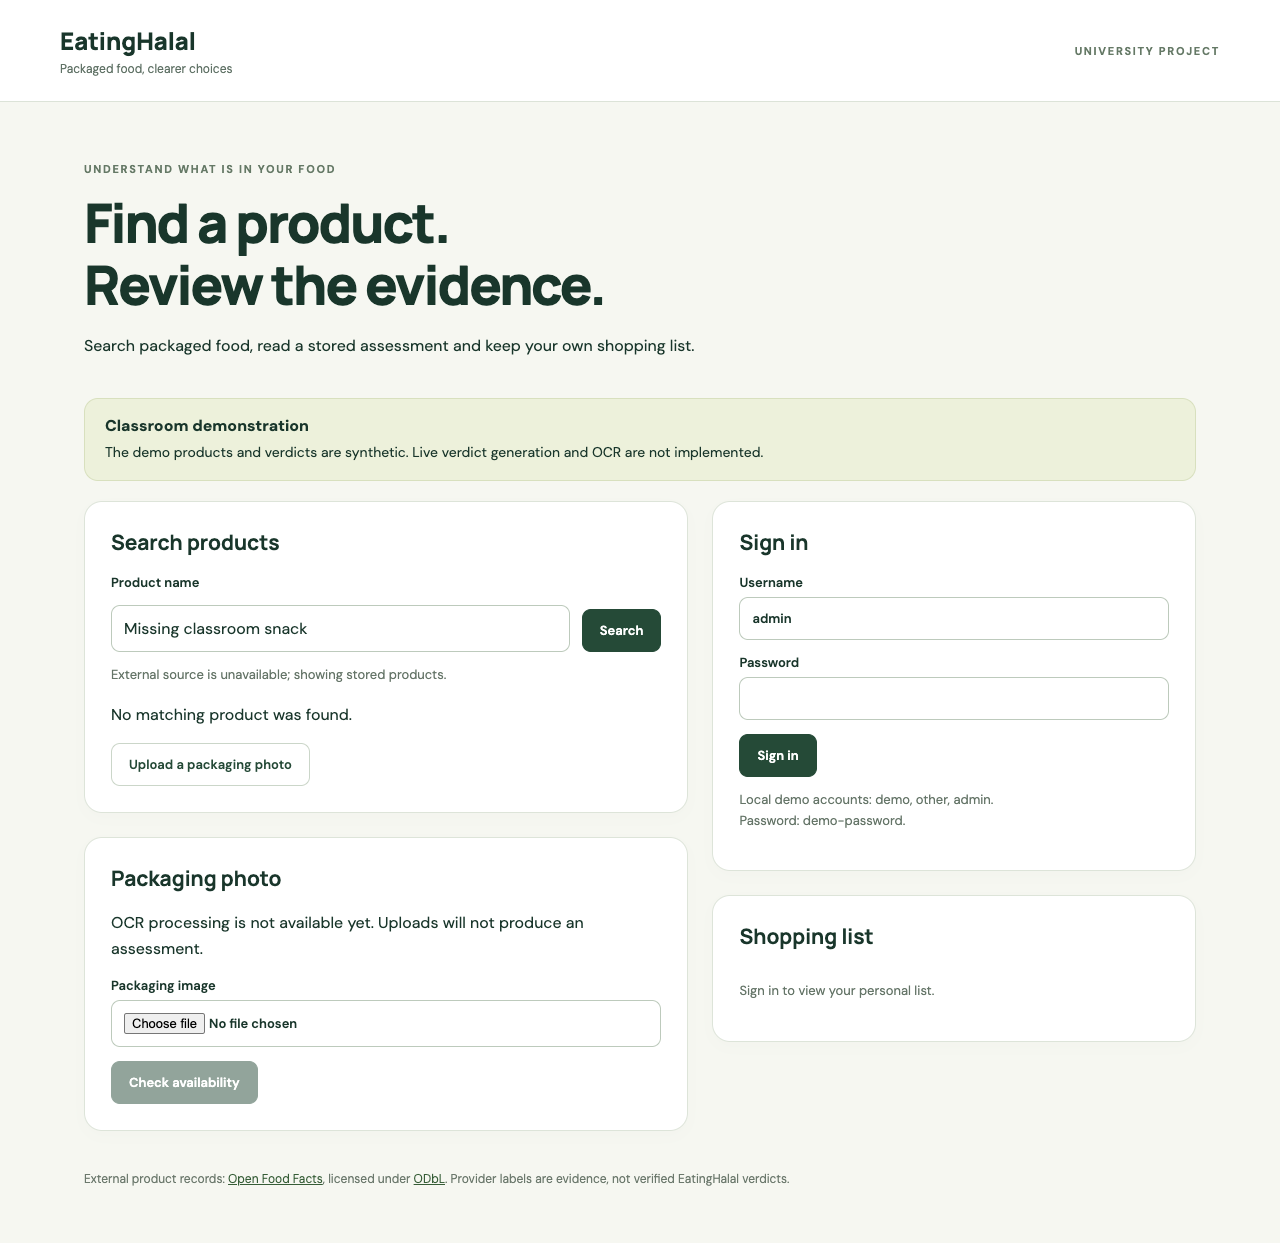 EatingHalal
Packaged food, clearer choices
UNIVERSITY PROJECT
UNDERSTAND WHAT IS IN YOUR FOOD
Find a product.
Review the evidence.
Search packaged food, read a stored assessment and keep your own shopping list.
Classroom demonstration
The demo products and verdicts are synthetic. Live verdict generation and OCR are not implemented.
Search products
Product name
Missing classroom snack
Search
External source is unavailable; showing stored products.
No matching product was found.
Upload a packaging photo
Packaging photo
OCR processing is not available yet. Uploads will not produce an
assessment.
Packaging image
Choose file No file chosen
Check availability
Sign in
Username
admin
Password
Sign in
Local demo accounts: demo, other, admin.
Password: demo-password.
Shopping list
Sign in to view your personal list.
External product records: Open Food Facts, licensed under ODbL. Provider labels are evidence, not verified EatingHalal verdicts.